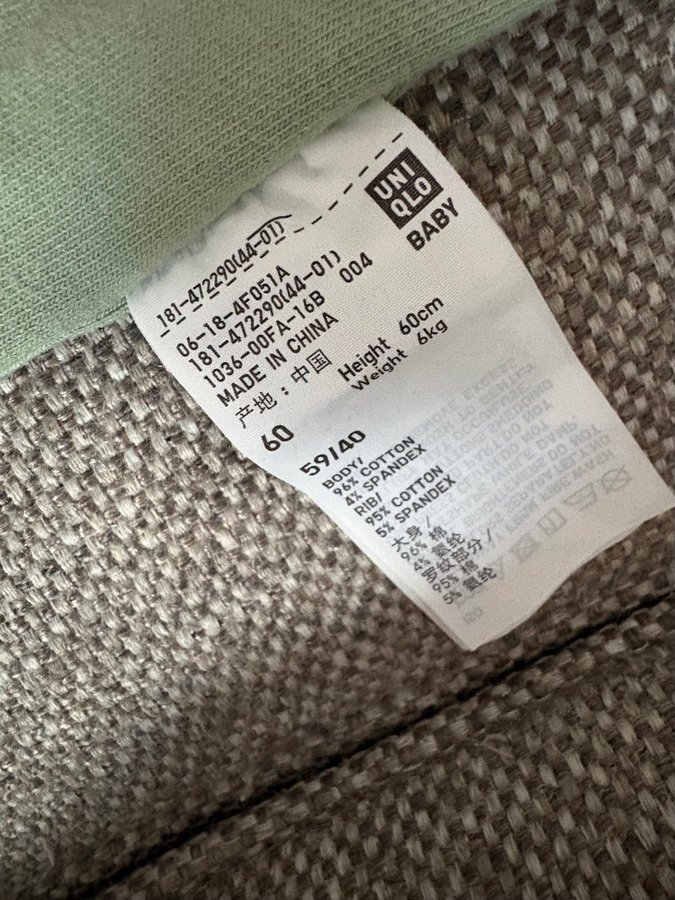 UNI
QLO
BABY
181-472290(44-01)
06-18-4F051A
181-472290(44-01) 004
1036-00FA-16B
MADE IN CHINA
产地：中国
60
Height 60cm
Weight 6kg
59/40
BODY/
96% COTTON
4% SPANDEX
RIB/
95% COTTON
5% SPANDEX
大身/
96% 棉
4% 氨纶
罗纹部分/
95% 棉
5% 氨纶